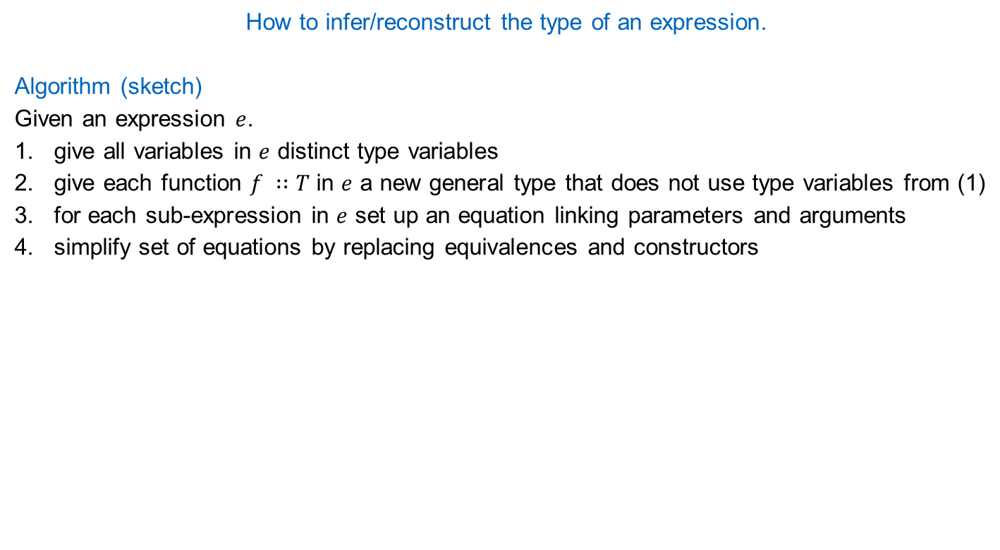 How to infer/reconstruct the type of an expression.
Algorithm (sketch)
Given an expression e.
1. give all variables in e distinct type variables
2. give each function f :: T in e a new general type that does not use type variables from (1)
3. for each sub-expression in e set up an equation linking parameters and arguments
4. simplify set of equations by replacing equivalences and constructors